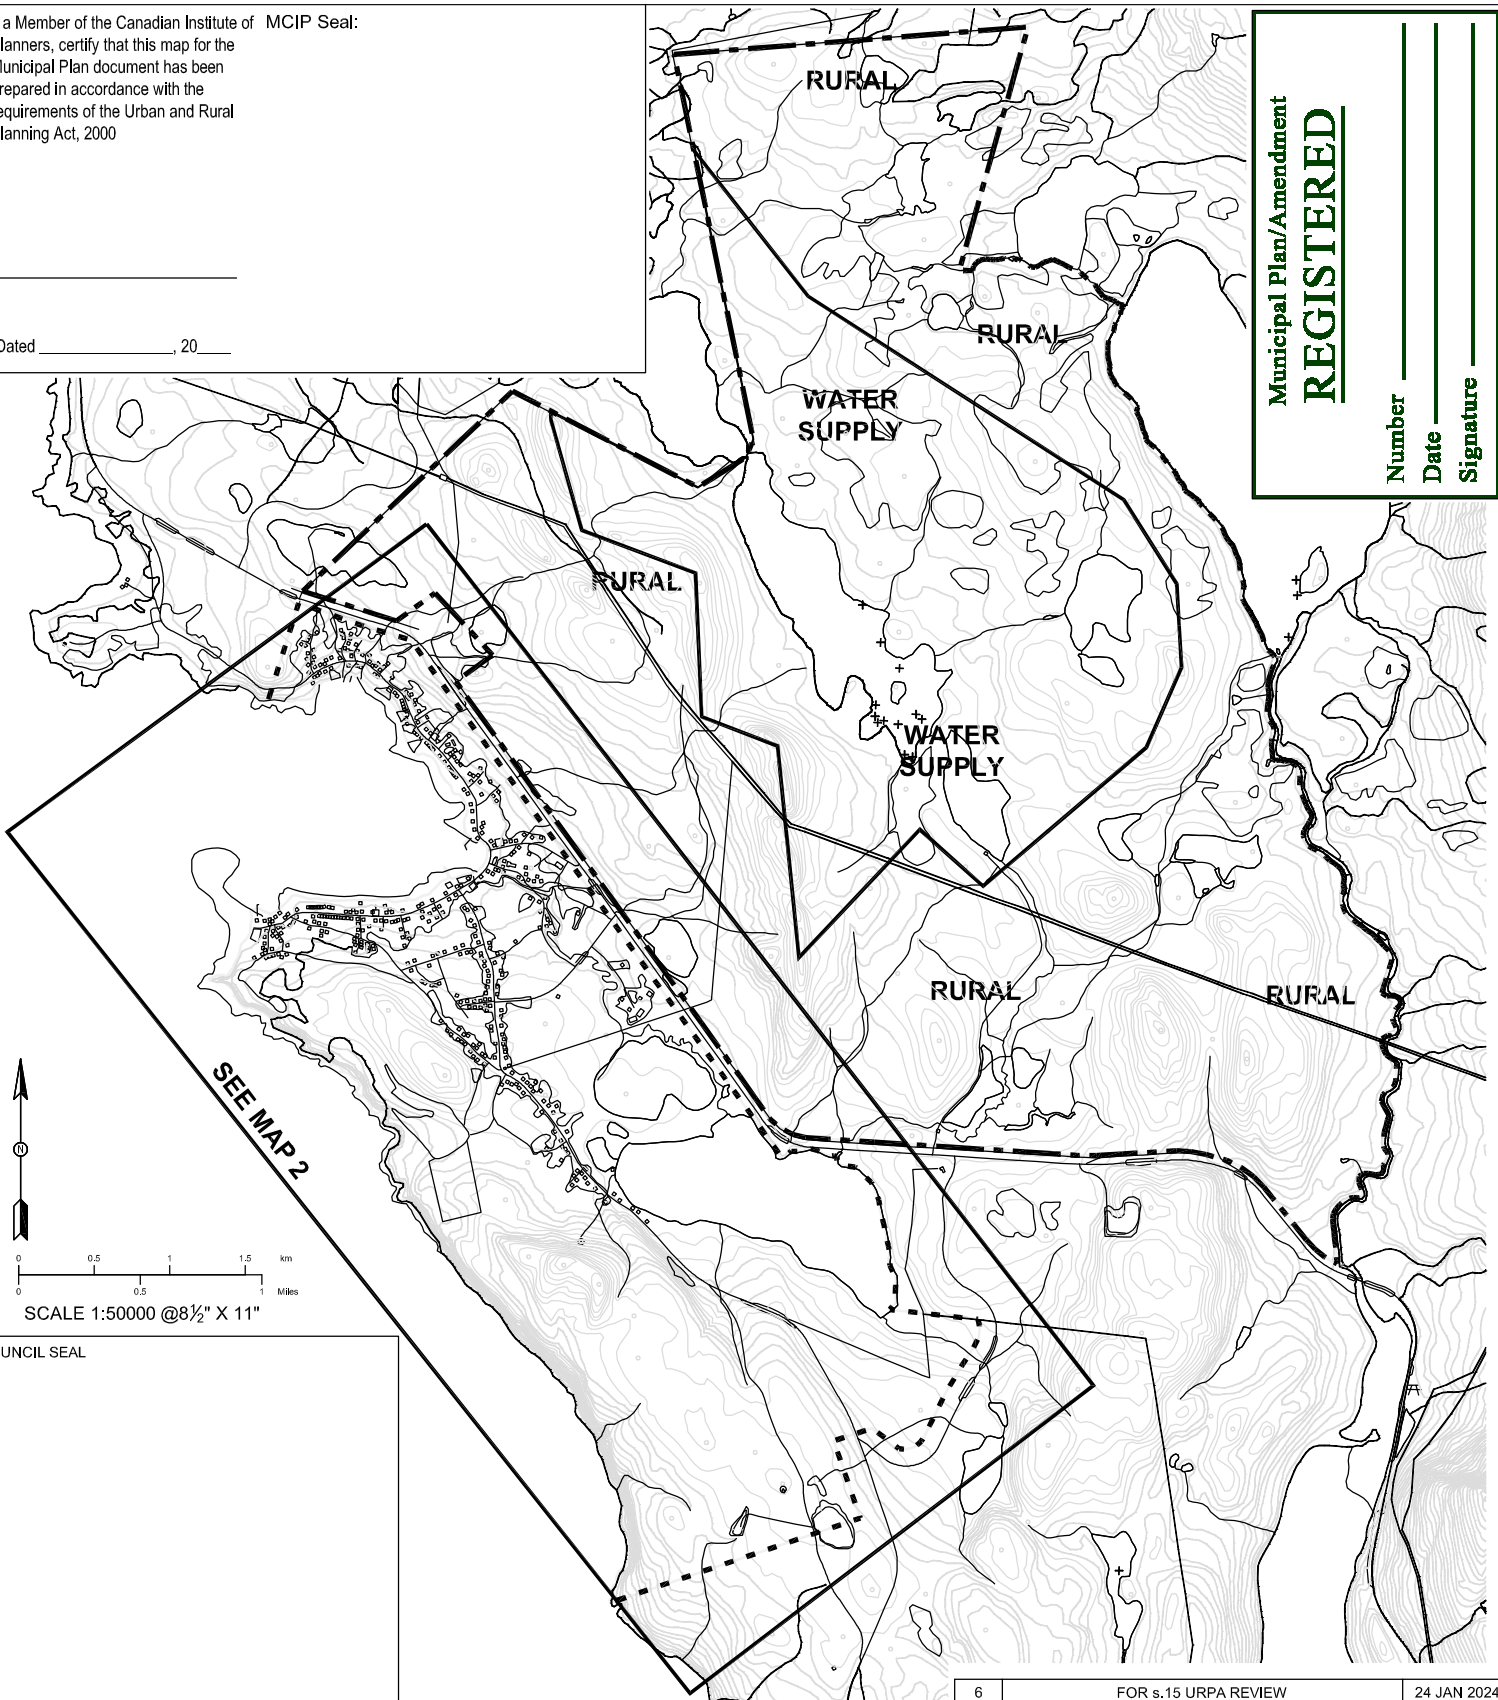 a Member of the Canadian Institute of
lanners, certify that this map for the
unicipal Plan document has been
repared in accordance with the
equirements of the Urban and Rural
lanning Act, 2000
MCIP Seal:
Dated ____________________, 20____
Municipal Plan/Amendment
REGISTERED
Number
Date
Signature
RURAL
RURAL
WATER
SUPPLY
RURAL
WATER
SUPPLY
RURAL
RURAL
SEE MAP 2
N
0 0.5 1 1.5 km
0 0.5 1 Miles
SCALE 1:50000 @8½" X 11"
UNCIL SEAL
6 FOR s.15 URPA REVIEW 24 JAN 2024